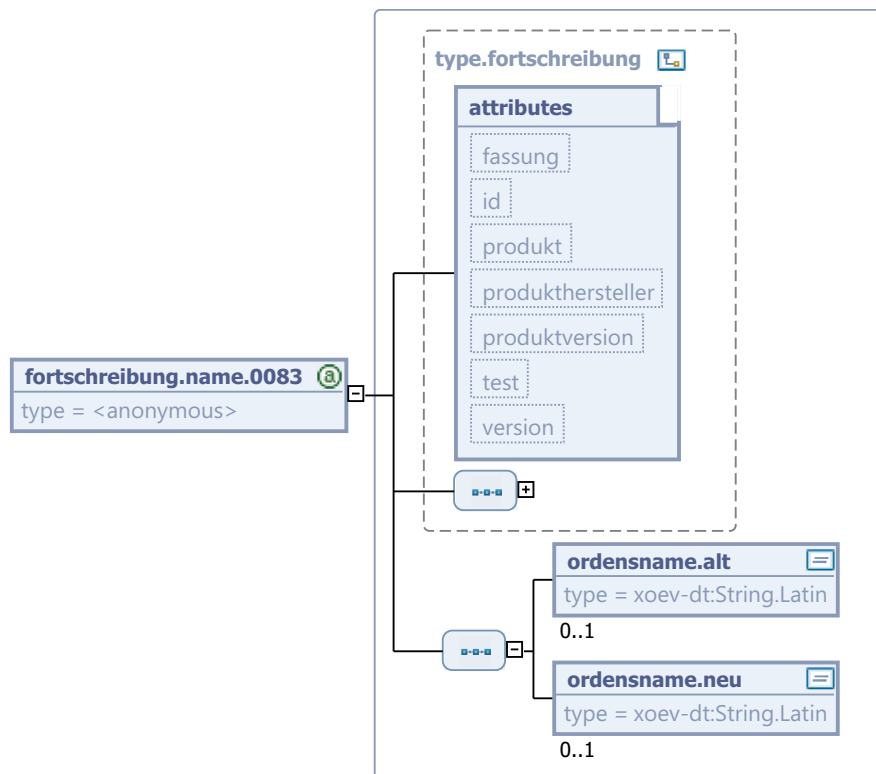 type.fortschreibung
attributes
fassung
id
produkt
produkthersteller
produktversion
test
version
fortschreibung.name.0083 @
type = <anonymous>
ordensname.alt
type = xoev-dt:String.Latin
0..1
ordensname.neu
type = xoev-dt:String.Latin
0..1